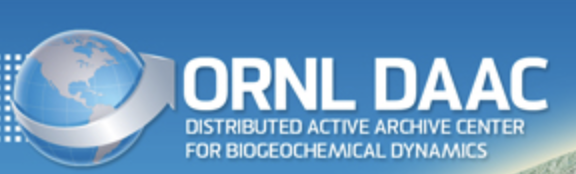 ORNL DAAC
DISTRIBUTED ACTIVE ARCHIVE CENTER
FOR BIOGEOCHEMICAL DYNAMICS